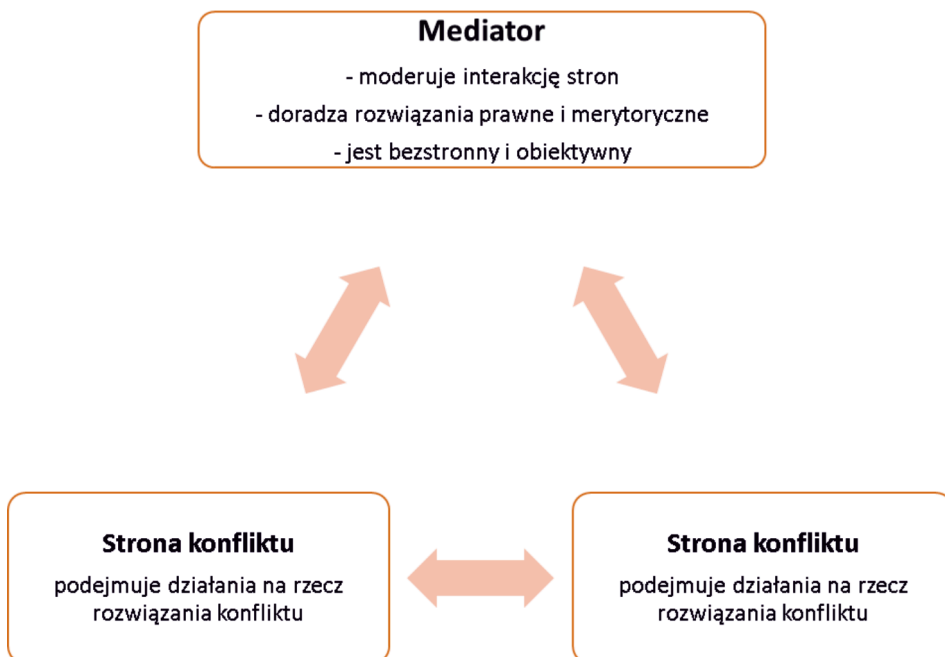 Mediator
- moderuje interakcję stron
- doradza rozwiązania prawne i merytoryczne
- jest bezstronny i obiektywny
Strona konfliktu
podejmuje działania na rzecz
rozwiązania konfliktu
Strona konfliktu
podejmuje działania na rzecz
rozwiązania konfliktu